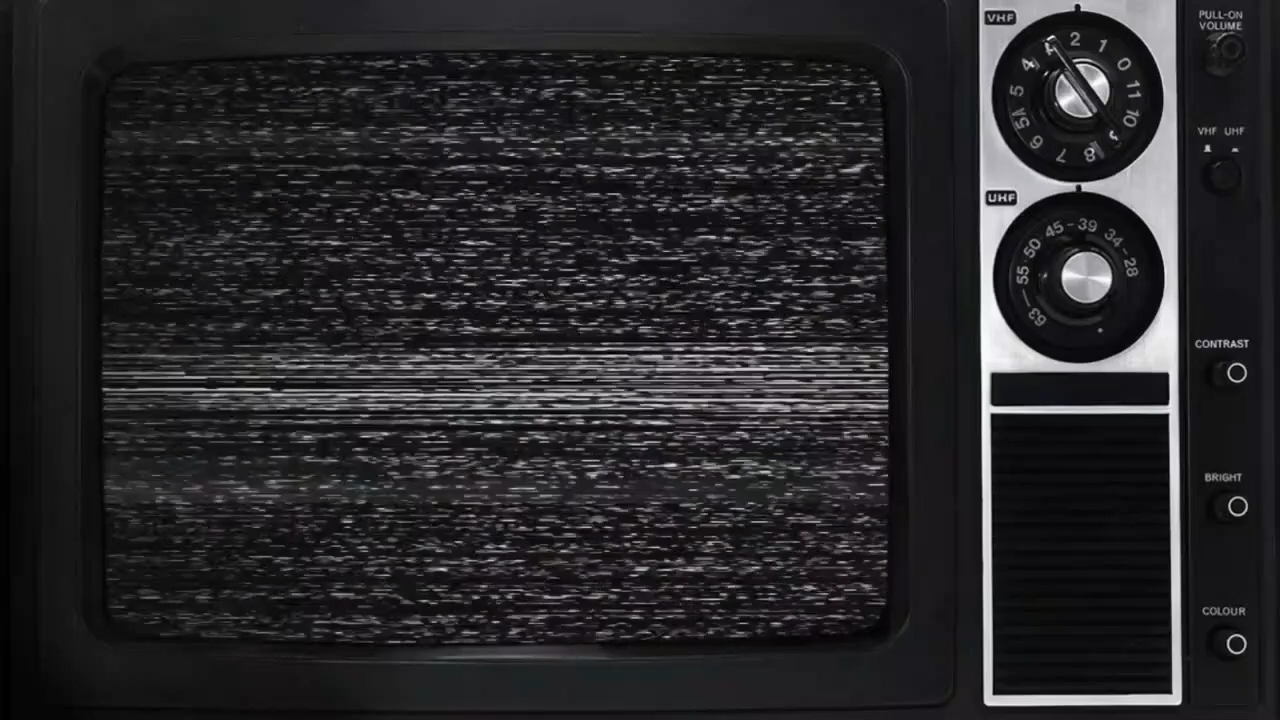 VHF
2 1 0 11 10 8 7 6 5A 5 4
UHF
63 55 50 45 39 34 28
PULL-ON
VOLUME
VHF UHF
CONTRAST
BRIGHT
COLOUR